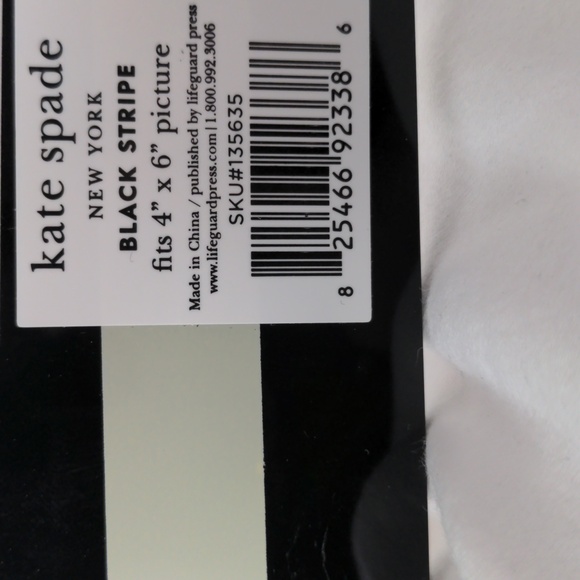 kate spade
NEW YORK
BLACK STRIPE
fits 4” x 6” picture
Made in China / published by lifeguard press
www.lifeguardpress.com | 1.800.992.3006
SKU#135635
8 25466 92338 6